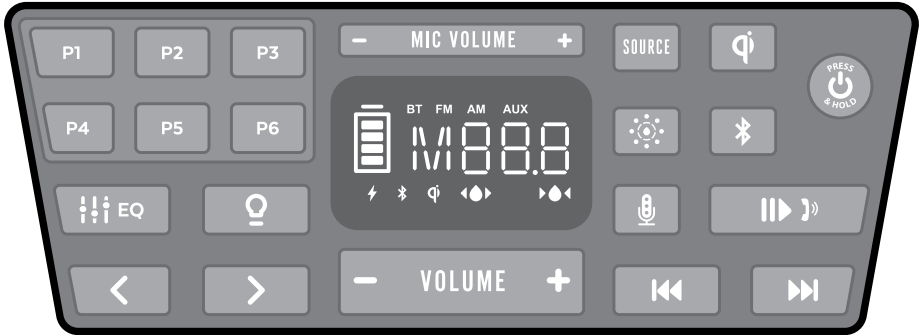 P1 P2 P3
- MIC VOLUME +
SOURCE
PRESS
& HOLD
P4 P5 P6
BT FM AM AUX
M88.8
EQ
- VOLUME +